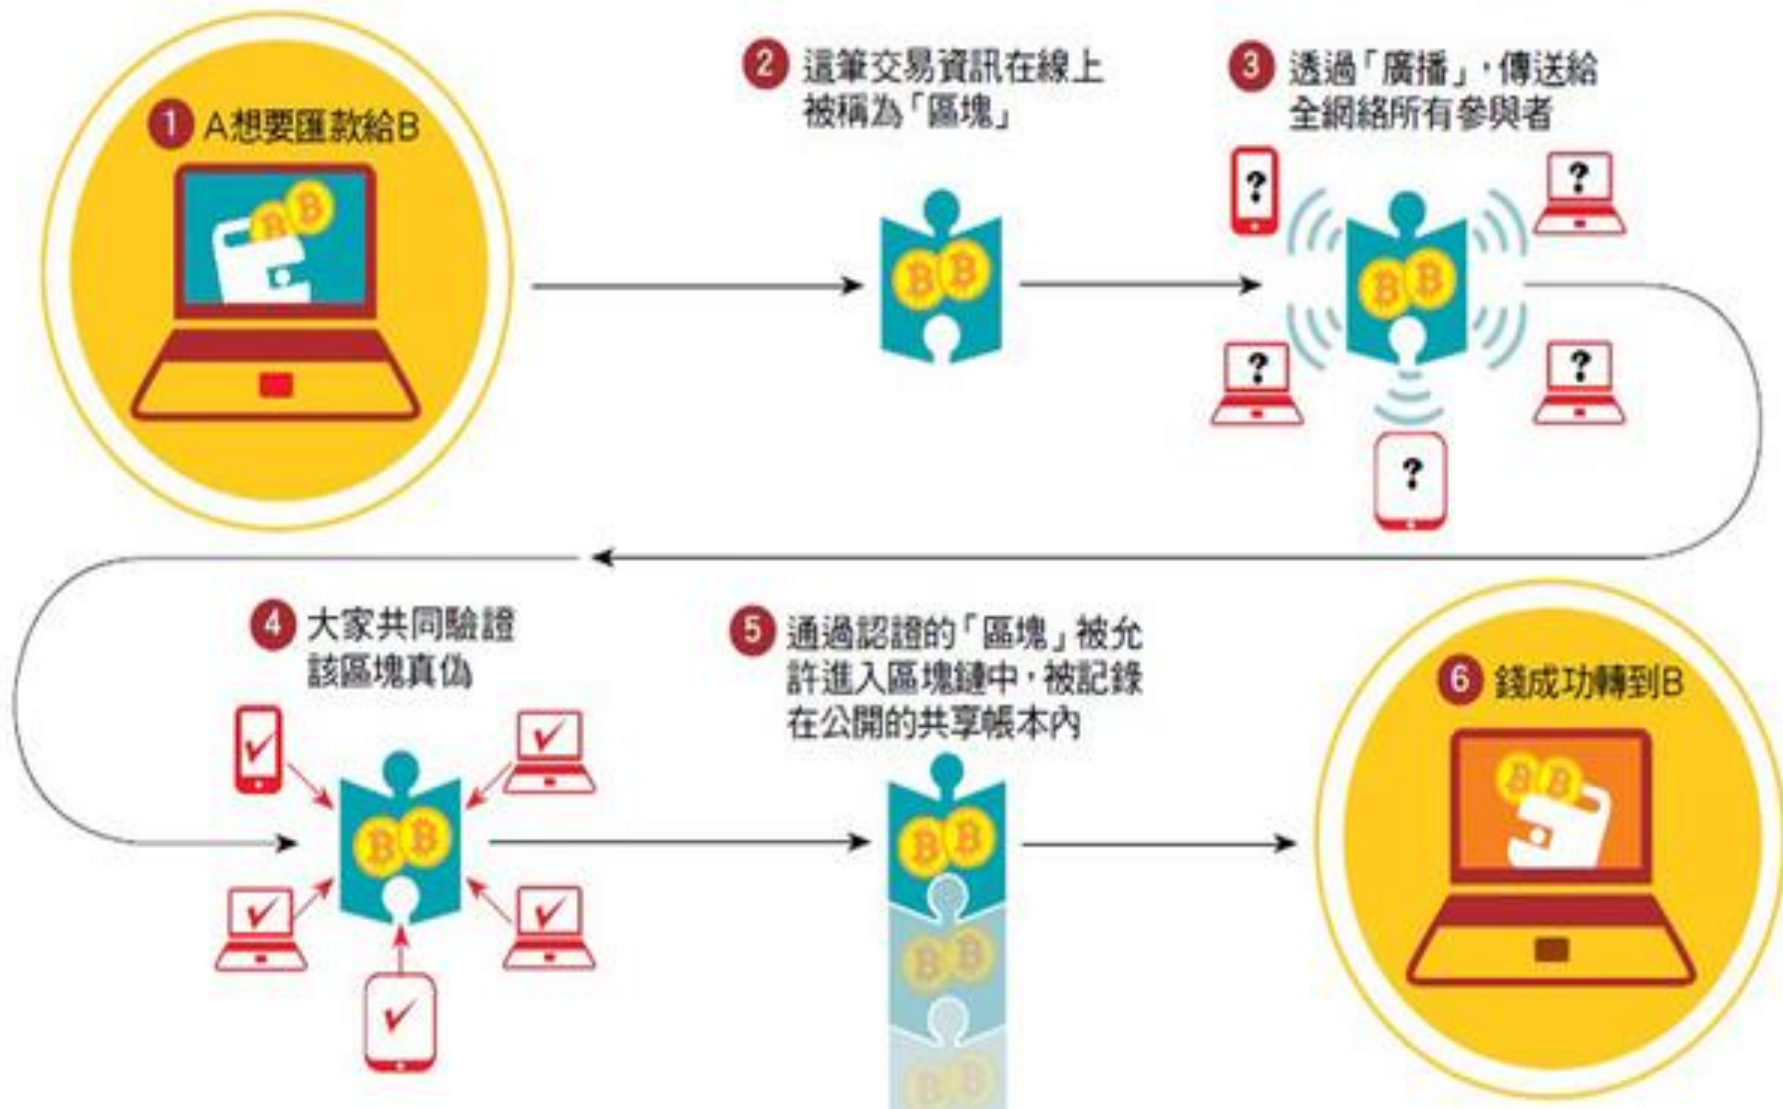 1 A想要匯款給B
2 這筆交易資訊在線上
被稱為「區塊」
3 透過「廣播」，傳送給
全網絡所有參與者
? ?
? ?
?
4 大家共同驗證
該區塊真偽
5 通過認證的「區塊」被允
許進入區塊鏈中，被記錄
在公開的共享帳本內
6 錢成功轉到B